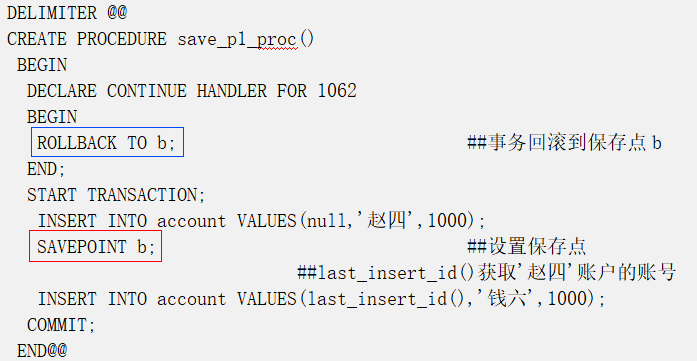 DELIMITER @@
CREATE PROCEDURE save_p1_proc()
BEGIN
DECLARE CONTINUE HANDLER FOR 1062
BEGIN
ROLLBACK TO b; ##事务回滚到保存点b
END;
START TRANSACTION;
INSERT INTO account VALUES(null,'赵四',1000);
SAVEPOINT b; ##设置保存点
##last_insert_id()获取'赵四'账户的账号
INSERT INTO account VALUES(last_insert_id(),'钱六',1000);
COMMIT;
END@@